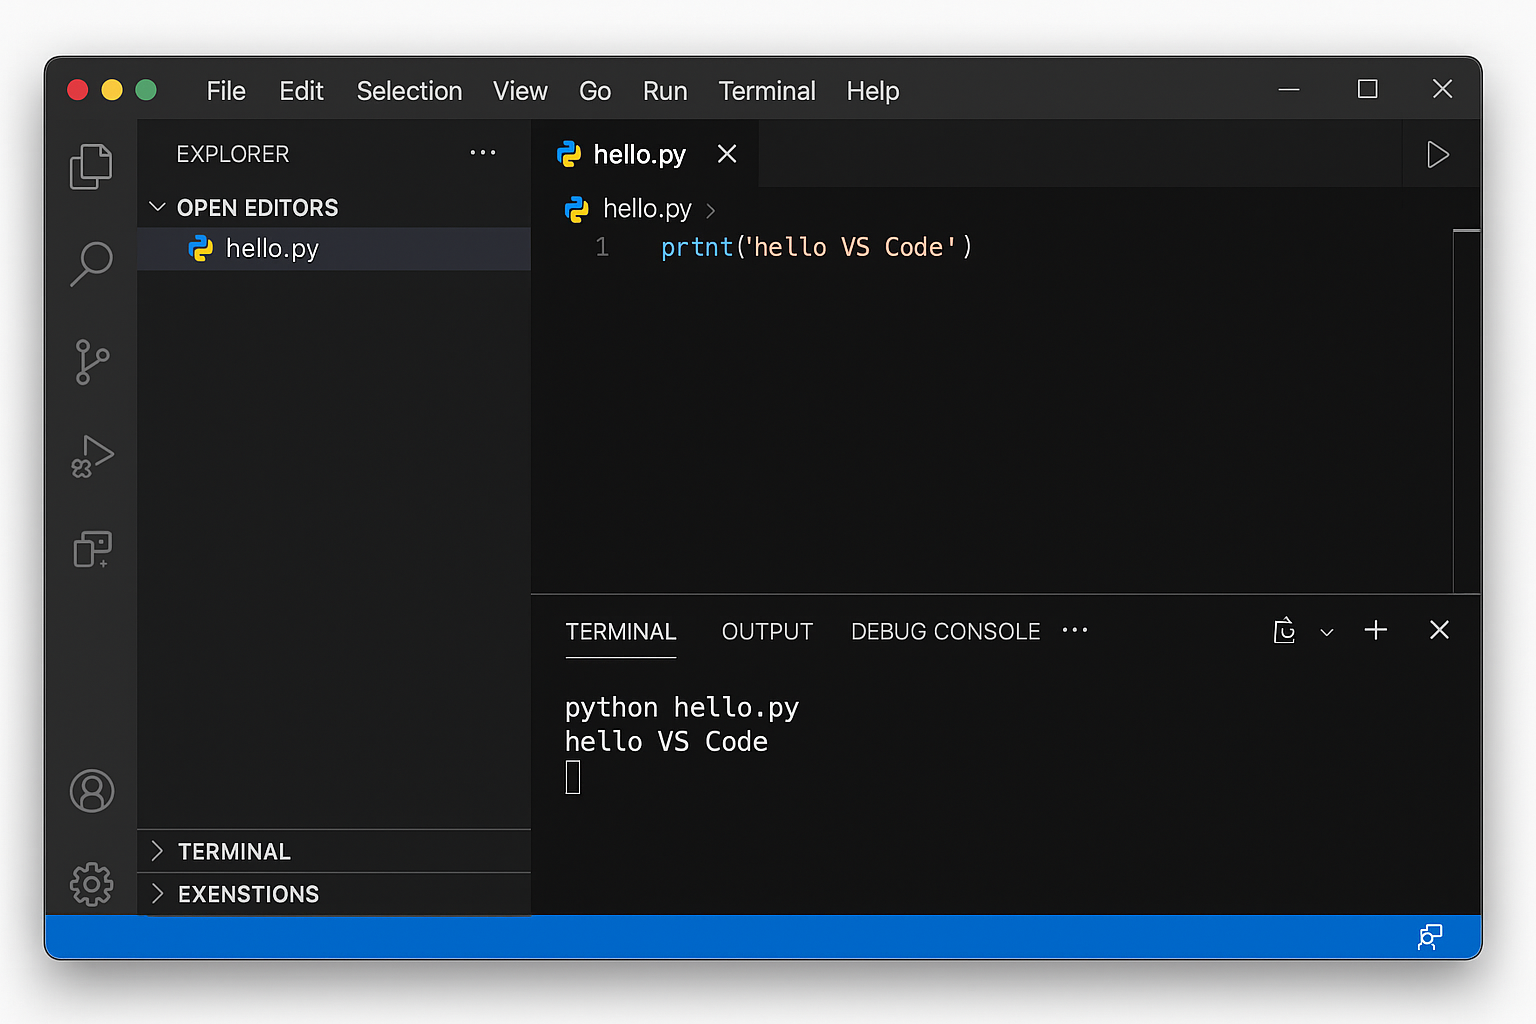 File Edit Selection View Go Run Terminal Help
EXPLORER ...
OPEN EDITORS
hello.py
hello.py
hello.py
1 prtnt('hello VS Code')
TERMINAL OUTPUT DEBUG CONSOLE ...
python hello.py
hello VS Code
TERMINAL
EXENSTIONS